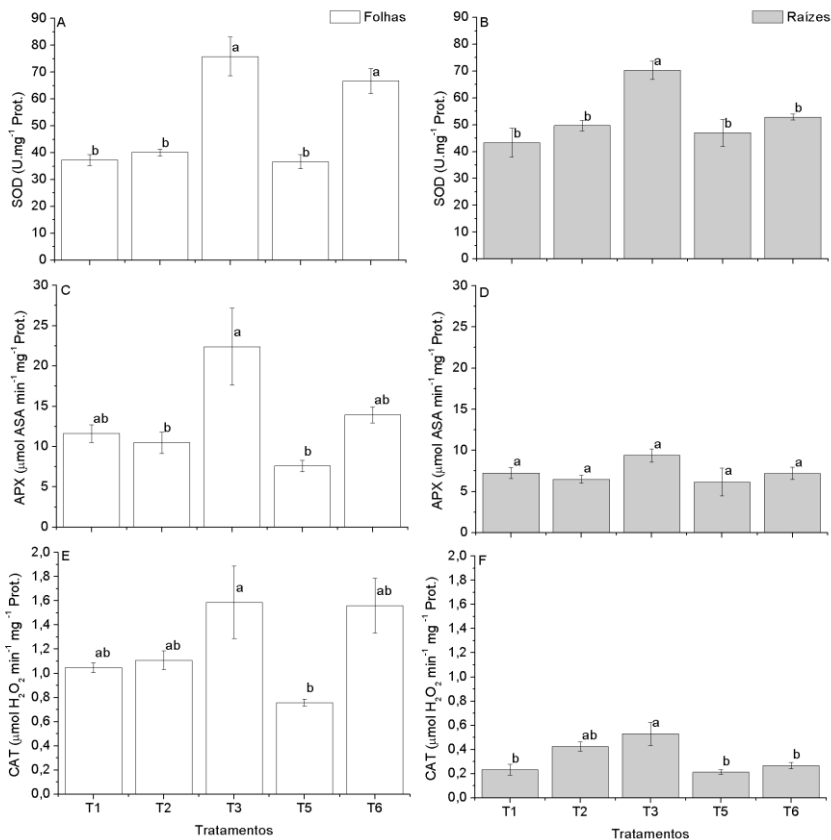 A
Folhas
SOD (U.mg⁻¹ Prot.)
90
80
70
60
50
40
30
20
10
0
b
b
a
b
a
B
Raízes
SOD (U.mg⁻¹ Prot.)
90
80
70
60
50
40
30
20
10
0
b
b
a
b
b
C
APX (μmol ASA min⁻¹ mg⁻¹ Prot.)
30
25
20
15
10
5
0
ab
b
a
b
ab
D
APX (μmol ASA min⁻¹ mg⁻¹ Prot.)
30
25
20
15
10
5
0
a
a
a
a
a
E
CAT (μmol H₂O₂ min⁻¹ mg⁻¹ Prot.)
2,0
1,8
1,6
1,4
1,2
1,0
0,8
0,6
0,4
0,2
0,0
ab
ab
a
b
ab
T1 T2 T3 T5 T6
Tratamentos
F
CAT (μmol H₂O₂ min⁻¹ mg⁻¹ Prot.)
2,0
1,8
1,6
1,4
1,2
1,0
0,8
0,6
0,4
0,2
0,0
b
ab
a
b
b
T1 T2 T3 T5 T6
Tratamentos